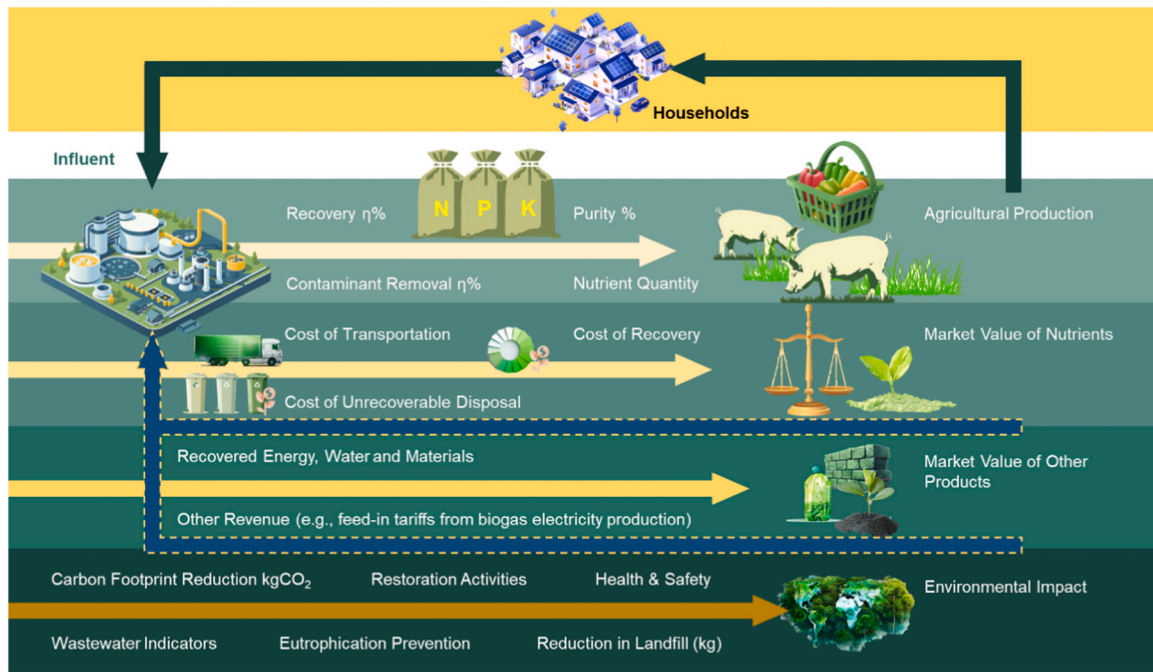 Households
Influent
Recovery η%
N P K
Purity %
Agricultural Production
Contaminant Removal η%
Nutrient Quantity
Cost of Transportation
Cost of Recovery
Market Value of Nutrients
Cost of Unrecoverable Disposal
Recovered Energy, Water and Materials
Market Value of Other
Products
Other Revenue (e.g., feed-in tariffs from biogas electricity production)
Carbon Footprint Reduction kgCO₂
Restoration Activities
Health & Safety
Environmental Impact
Wastewater Indicators
Eutrophication Prevention
Reduction in Landfill (kg)